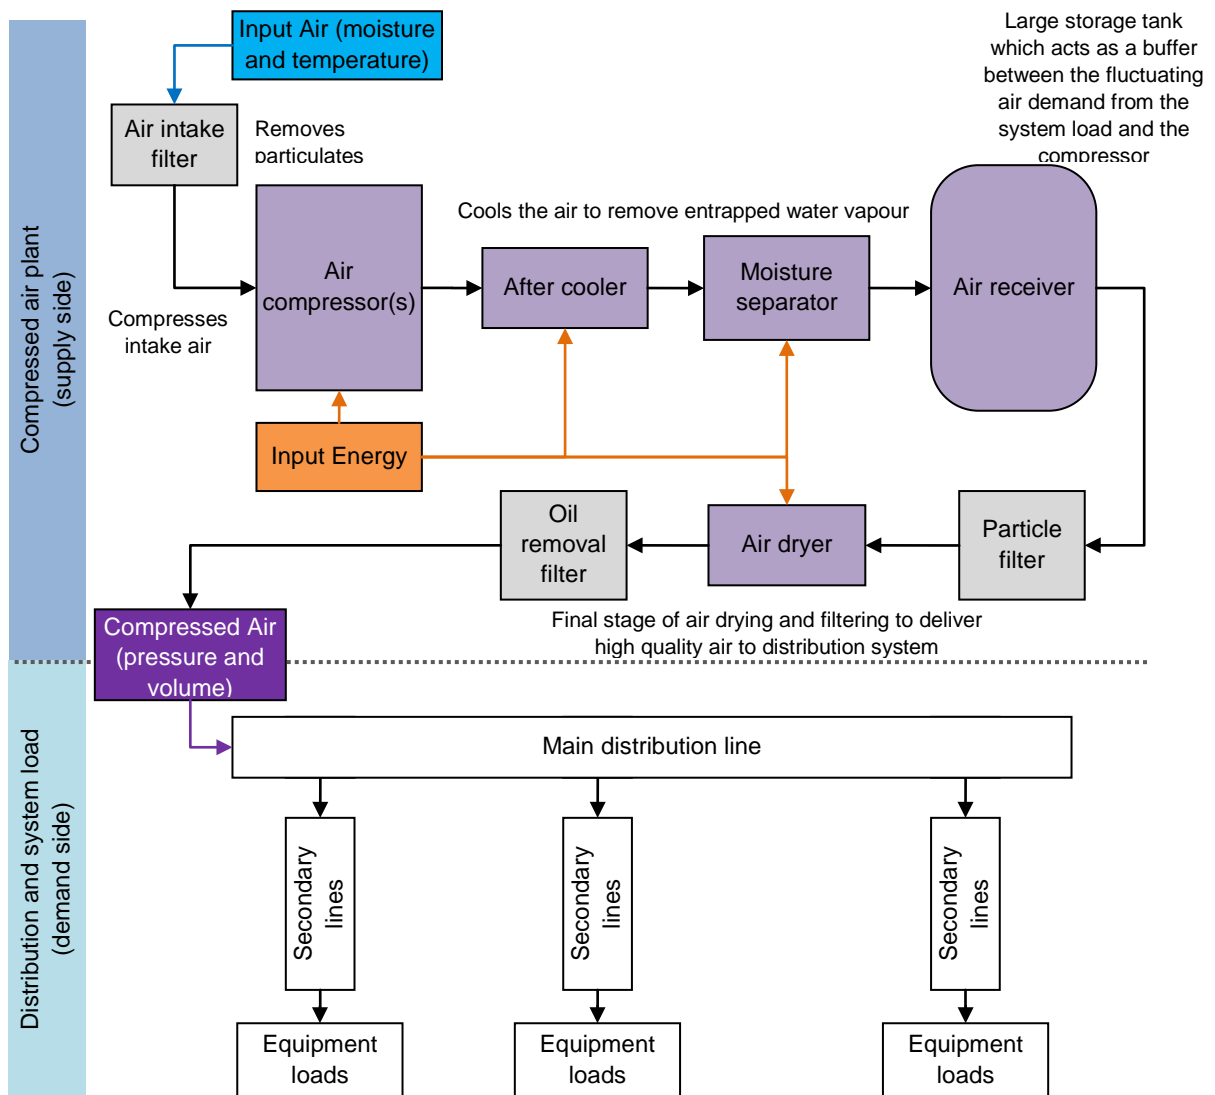 Compressed air plant
(supply side)
Input Air (moisture
and temperature)
Large storage tank
which acts as a buffer
between the fluctuating
air demand from the
system load and the
compressor
Air intake
filter
Removes
particulates
Cools the air to remove entrapped water vapour
Air
compressor(s)
After cooler
Moisture
separator
Air receiver
Compresses
intake air
Input Energy
Oil
removal
filter
Air dryer
Particle
filter
Final stage of air drying and filtering to deliver
high quality air to distribution system
Compressed Air
(pressure and
volume)
Distribution and system load
(demand side)
Main distribution line
Secondary
lines
Secondary
lines
Secondary
lines
Equipment
loads
Equipment
loads
Equipment
loads